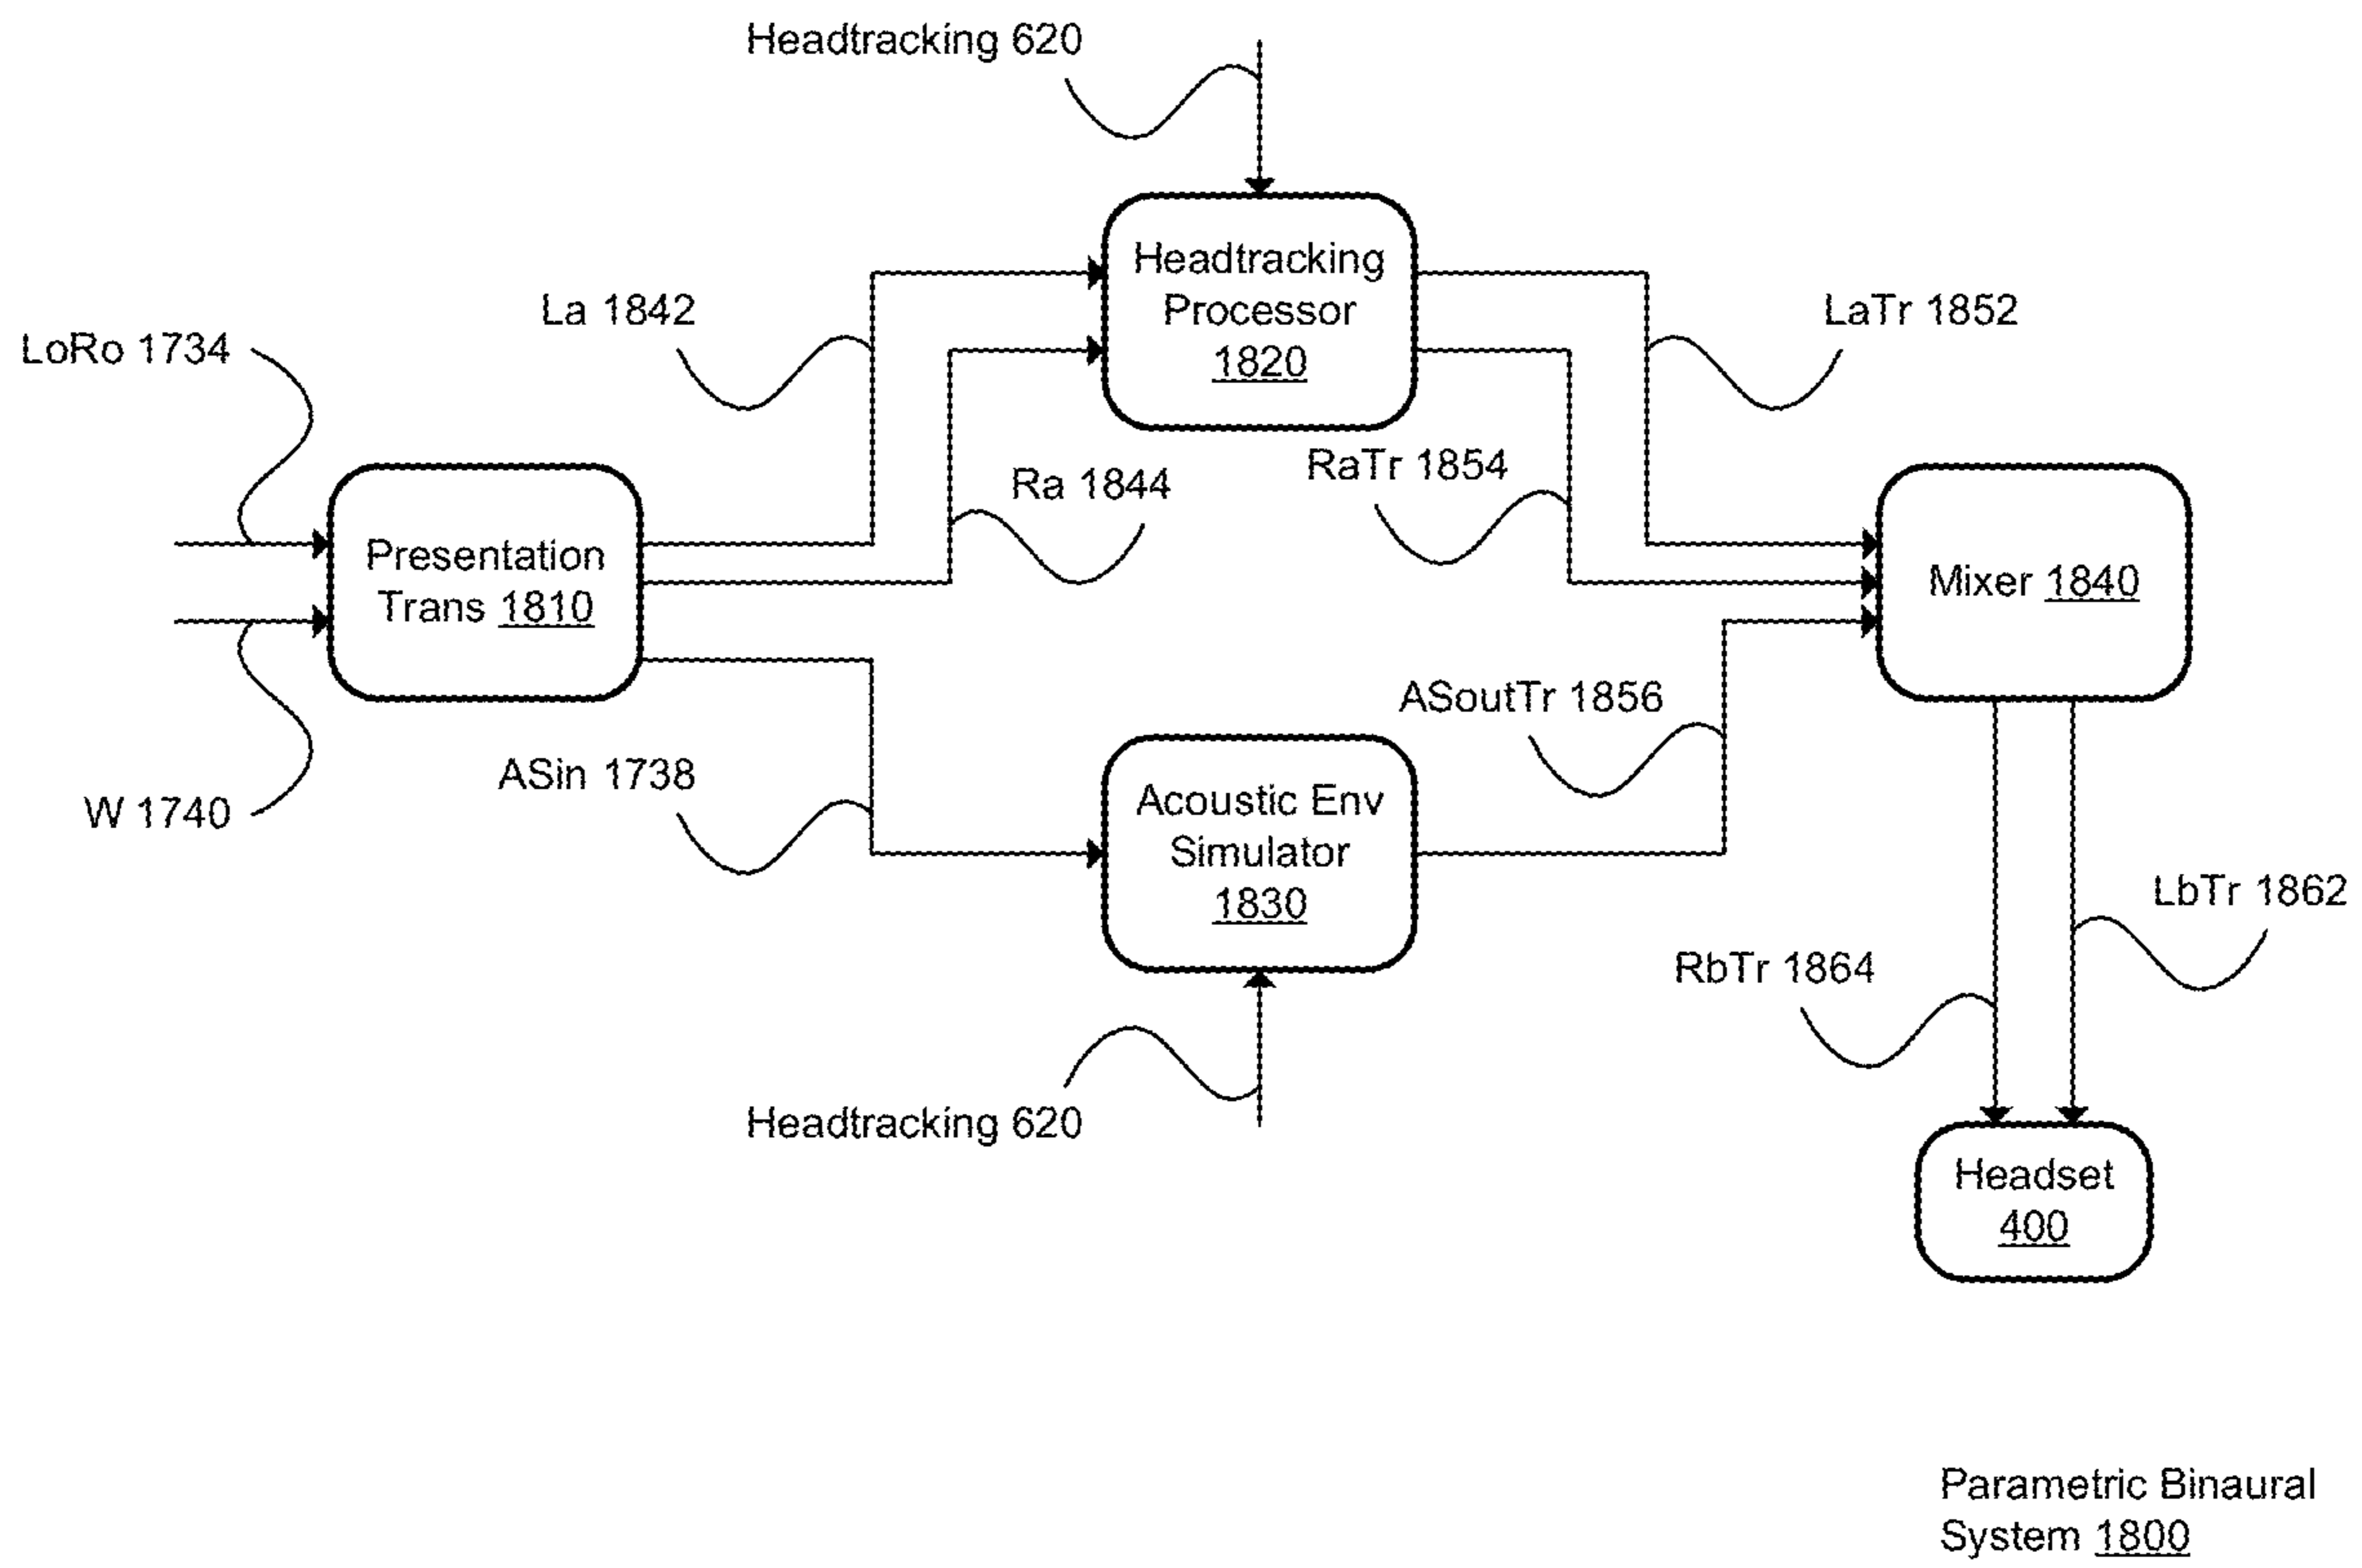 Headtracking 620
Headtracking
Processor
1820
La 1842
LaTr 1852
LoRo 1734
RaTr 1854
Ra 1844
Presentation
Trans 1810
Mixer 1840
ASoutTr 1856
ASin 1738
W 1740
Acoustic Env
Simulator
1830
LbTr 1862
RbTr 1864
Headtracking 620
Headset
400
Parametric Binaural
System 1800